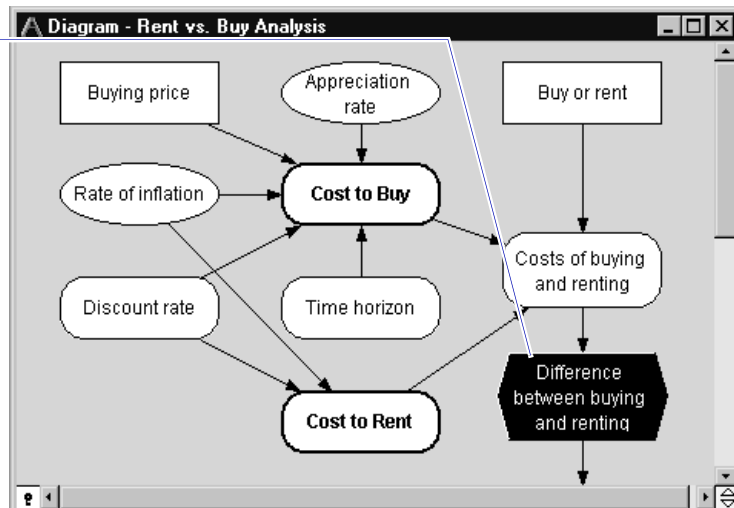 Diagram - Rent vs. Buy Analysis
Buying price
Appreciation
rate
Buy or rent
Rate of inflation
Cost to Buy
Costs of buying
and renting
Discount rate
Time horizon
Difference
between buying
and renting
Cost to Rent
?